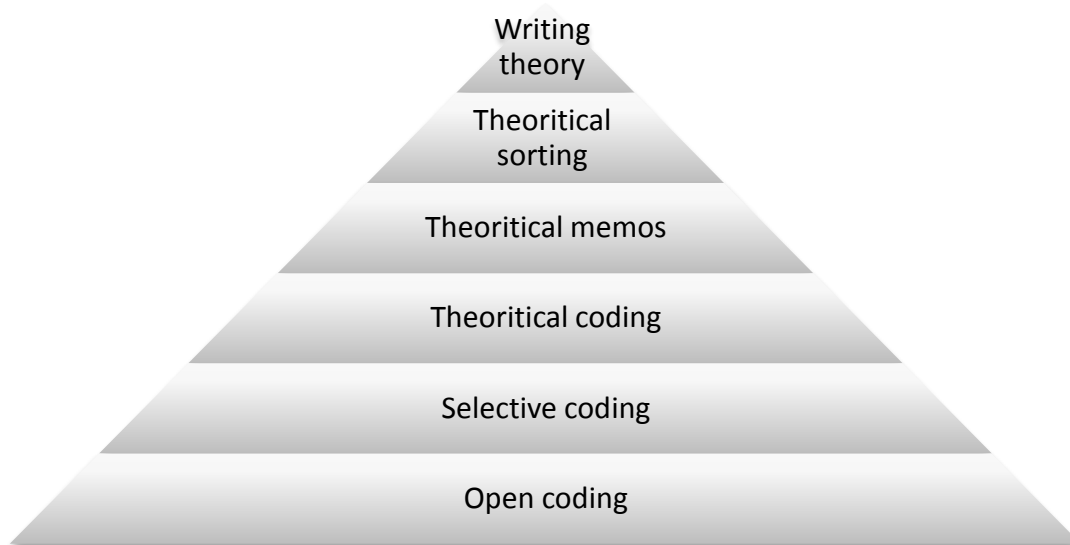 Writing
theory
Theoritical
sorting
Theoritical memos
Theoritical coding
Selective coding
Open coding